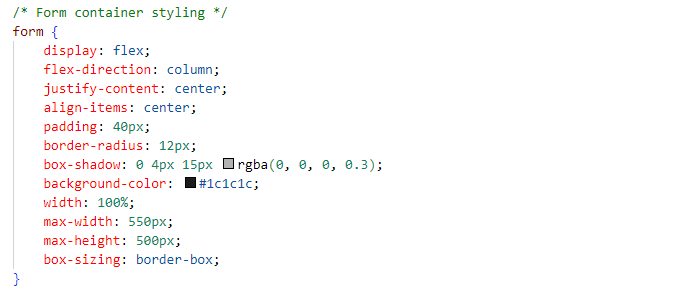 /* Form container styling */
form {
    display: flex;
    flex-direction: column;
    justify-content: center;
    align-items: center;
    padding: 40px;
    border-radius: 12px;
    box-shadow: 0 4px 15px rgba(0, 0, 0, 0.3);
    background-color: #1c1c1c;
    width: 100%;
    max-width: 550px;
    max-height: 500px;
    box-sizing: border-box;
}